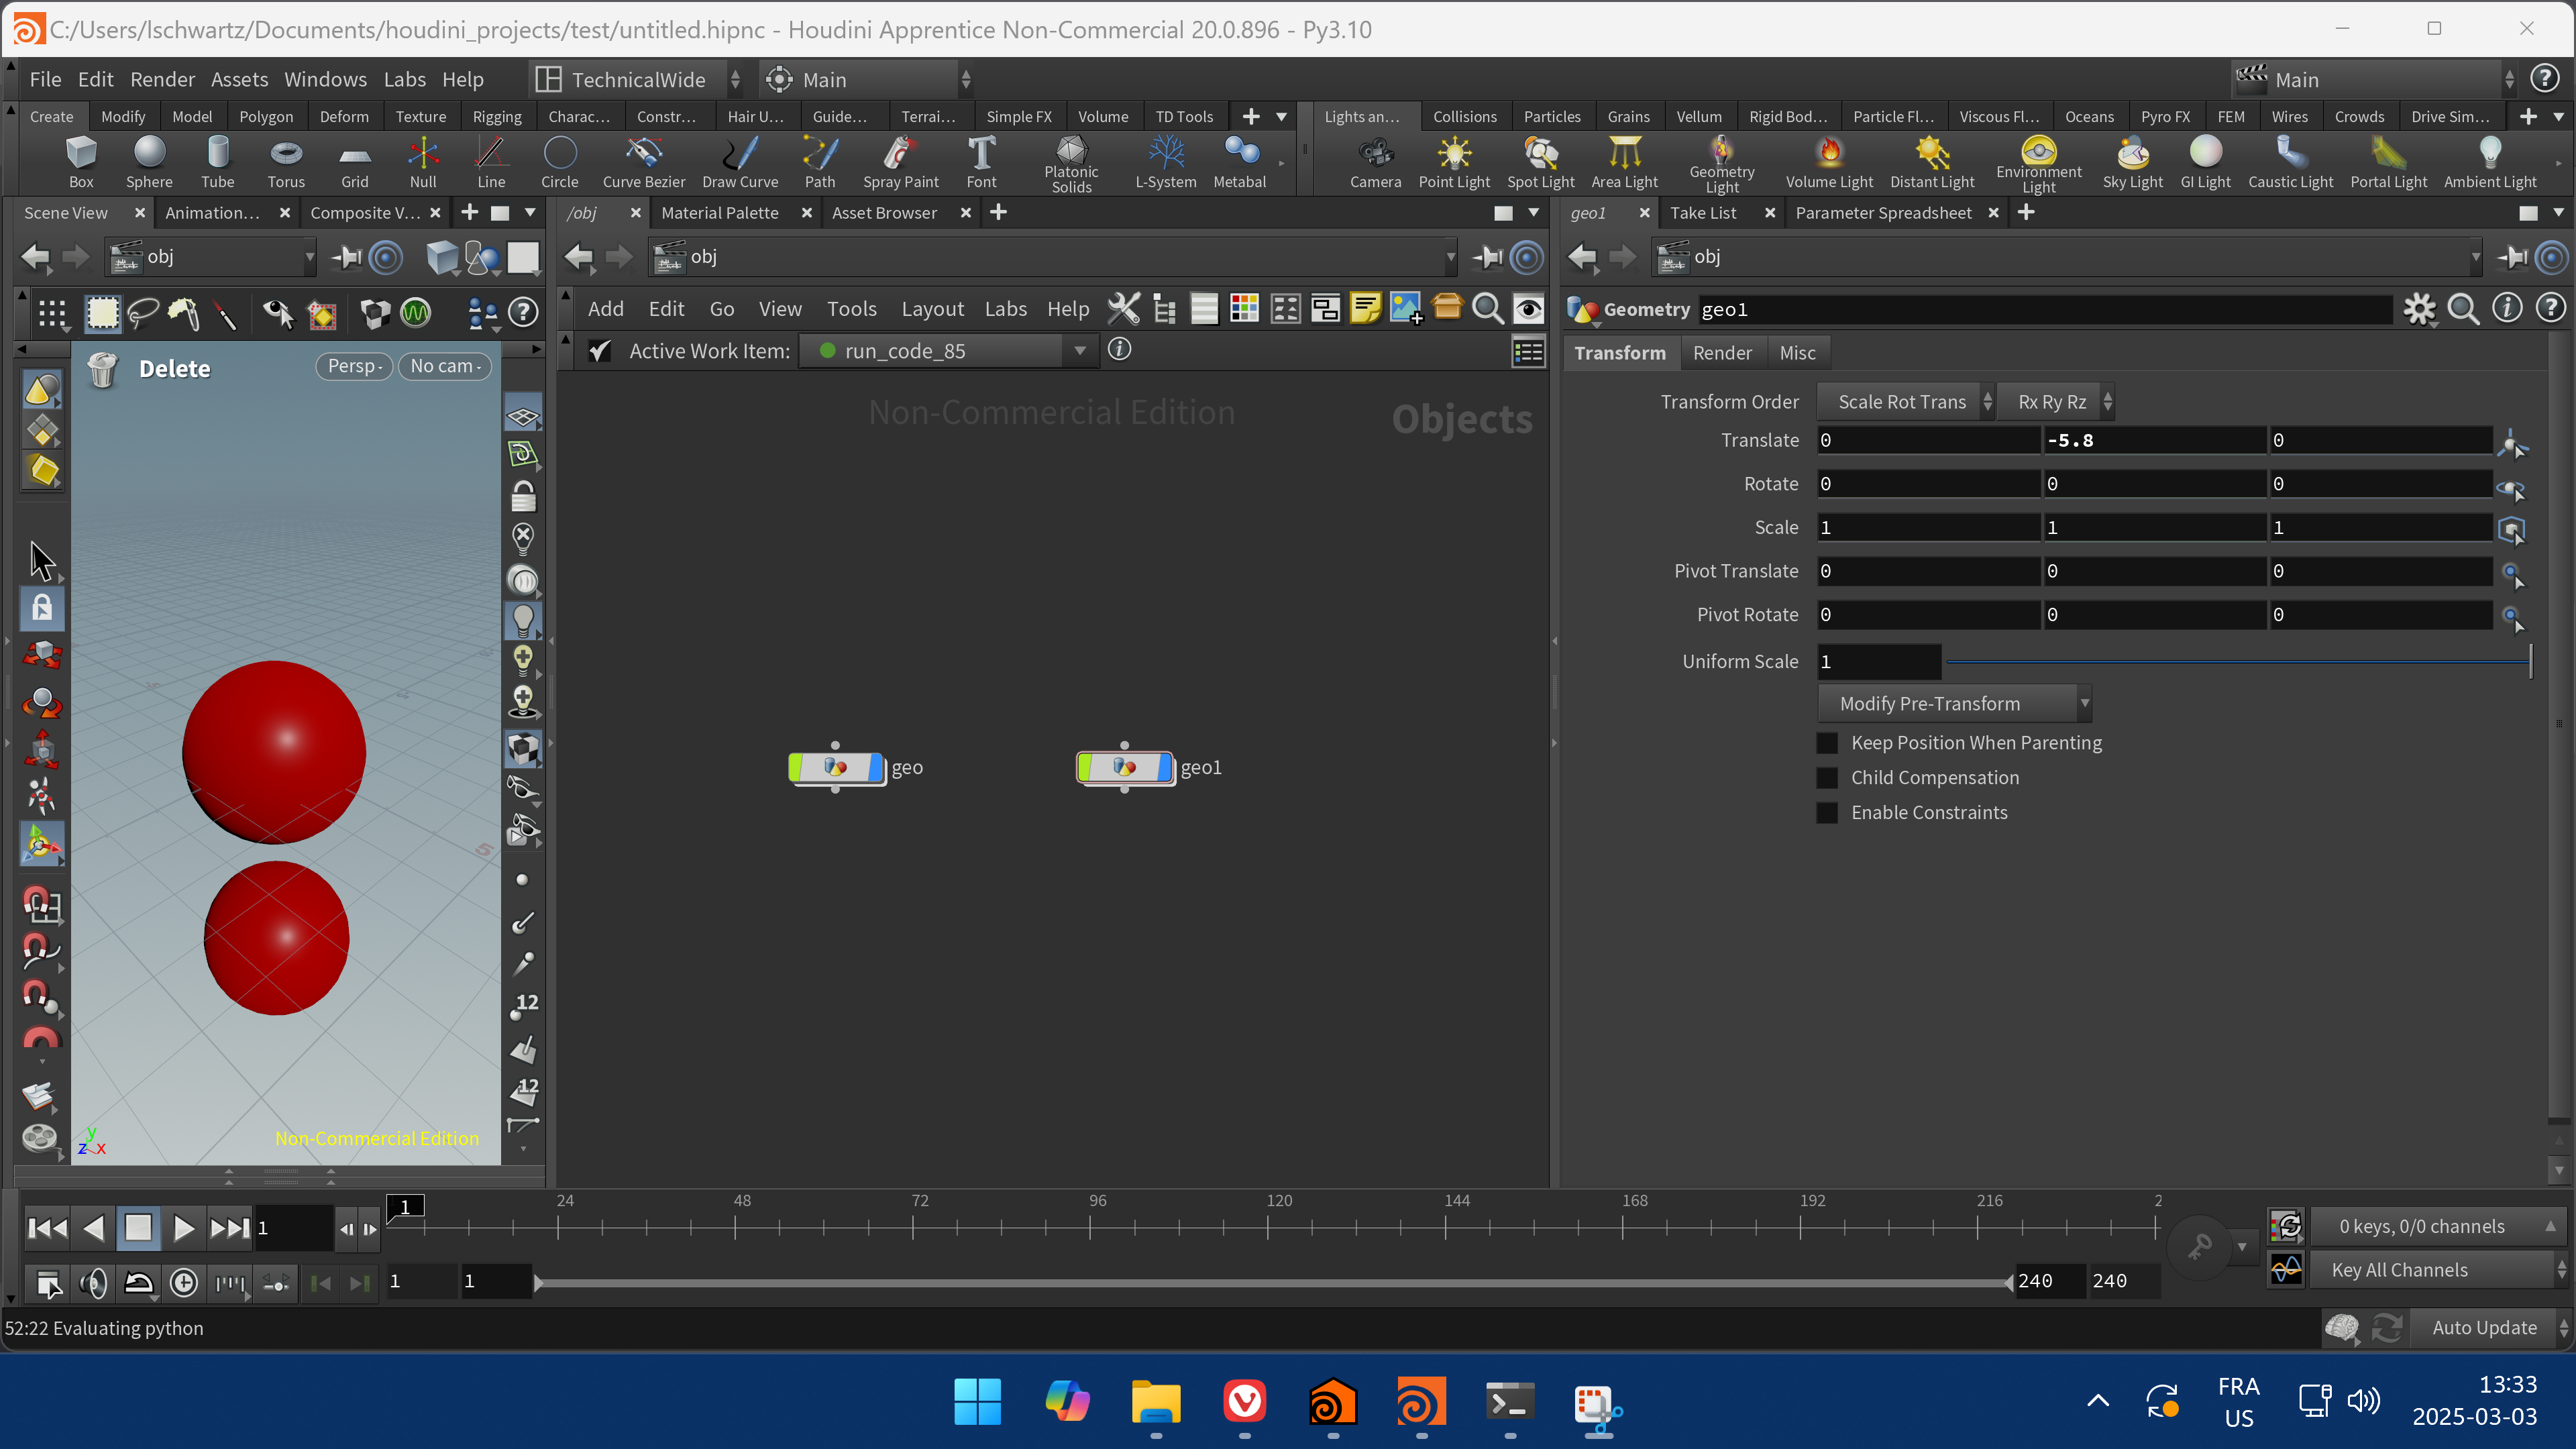 C:/Users/lschwartz/Documents/houdini_projects/test/untitled.hipnc - Houdini Apprentice Non-Commercial 20.0.896 - Py3.10
File Edit Render Assets Windows Labs Help TechnicalWide Main Main
Create Modify Model Polygon Deform Texture Rigging Charac... Constr... Hair U... Guide... Terrai... Simple FX Volume TD Tools
Lights an... Collisions Particles Grains Vellum Rigid Bod... Particle Fl... Viscous Fl... Oceans Pyro FX FEM Wires Crowds Drive Sim...
Box Sphere Tube Torus Grid Null Line Circle Curve Bezier Draw Curve Path Spray Paint Font Platonic Solids L-System Metabal
Camera Point Light Spot Light Area Light Geometry Light Volume Light Distant Light Environment Light Sky Light GI Light Caustic Light Portal Light Ambient Light
Scene View Animation... Composite V...
/obj Material Palette Asset Browser
geo1 Take List Parameter Spreadsheet
obj
obj
obj
Add Edit Go View Tools Layout Labs Help
Geometry geo1
Active Work Item: run_code_85
Transform Render Misc
Delete Persp No cam
Non-Commercial Edition
Objects
Transform Order Scale Rot Trans Rx Ry Rz
Translate 0 -5.8 0
Rotate 0 0 0
Scale 1 1 1
Pivot Translate 0 0 0
Pivot Rotate 0 0 0
Uniform Scale 1
Modify Pre-Transform
Keep Position When Parenting
Child Compensation
Enable Constraints
geo
geo1
5
12
12
y
z x
Non-Commercial Edition
1
1 24 48 72 96 120 144 168 192 216 2
0 keys, 0/0 channels
1 1 240 240
Key All Channels
52:22 Evaluating python
Auto Update
FRA
US
13:33
2025-03-03